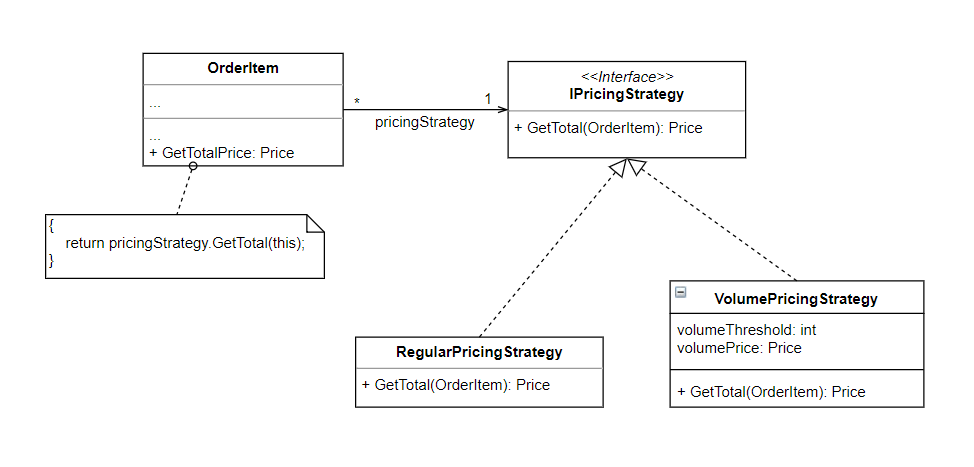 OrderItem
...
...
+ GetTotalPrice: Price
{
return pricingStrategy.GetTotal(this);
}
* 1
pricingStrategy
<<Interface>>
IPricingStrategy
+ GetTotal(OrderItem): Price
RegularPricingStrategy
+ GetTotal(OrderItem): Price
VolumePricingStrategy
volumeThreshold: int
volumePrice: Price
+ GetTotal(OrderItem): Price